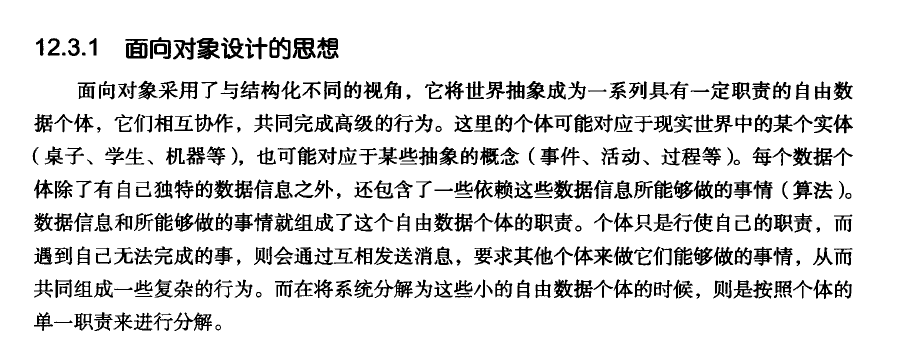 12.3.1 面向对象设计的思想
面向对象采用了与结构化不同的视角，它将世界抽象成为一系列具有一定职责的自由数
据个体，它们相互协作，共同完成高级的行为。这里的个体可能对应于现实世界中的某个实体
（桌子、学生、机器等），也可能对应于某些抽象的概念（事件、活动、过程等）。每个数据个
体除了有自己独特的数据信息之外，还包含了一些依赖这些数据信息所能够做的事情（算法）。
数据信息和所能够做的事情就组成了这个自由数据个体的职责。个体只是行使自己的职责，而
遇到自己无法完成的事，则会通过互相发送消息，要求其他个体来做它们能够做的事情，从而
共同组成一些复杂的行为。而在将系统分解为这些小的自由数据个体的时候，则是按照个体的
单一职责来进行分解。